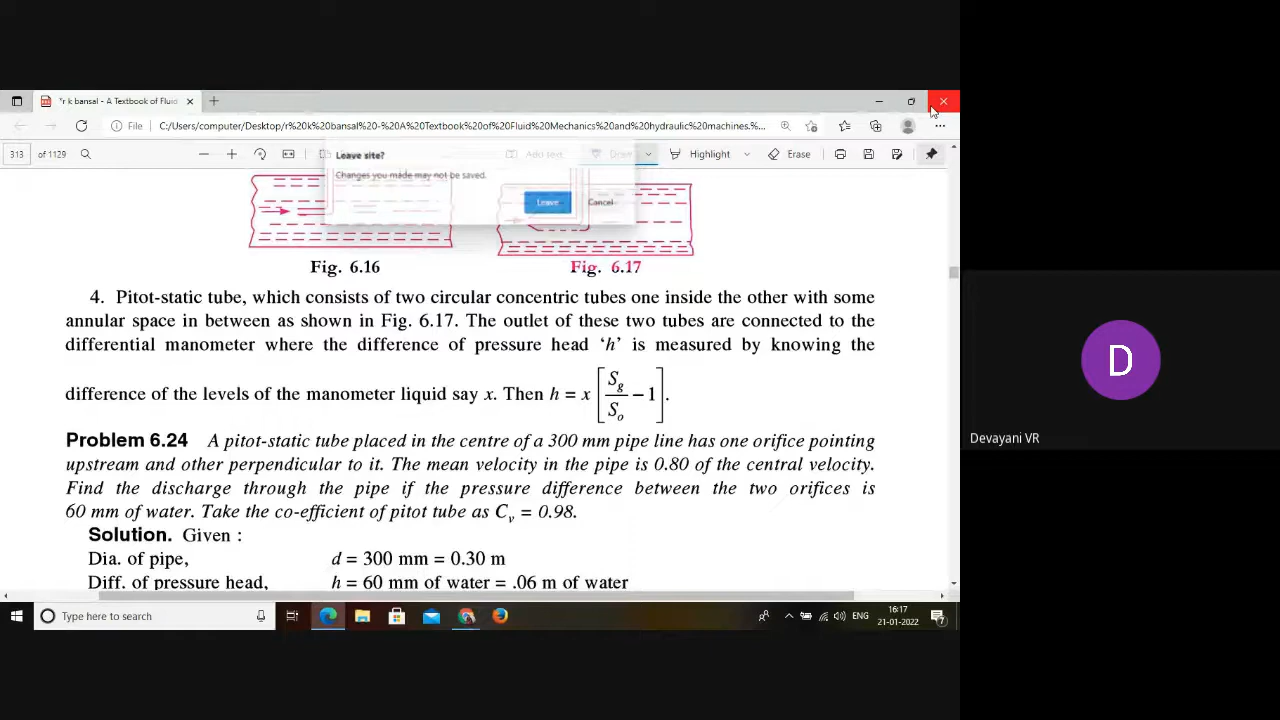 *r k bansal - A Textbook of Fluid
File
C:/Users/computer/Desktop/r%20k%20bansal%20-%20A%20Textbook%20of%20Fluid%20Mechanics%20and%20hydraulic%20machines.%...
313 of 1129
Add text
Draw
Highlight
Erase
Leave site?
Changes you made may not be saved.
Leave
Cancel
Fig. 6.16
Fig. 6.17
4. Pitot-static tube, which consists of two circular concentric tubes one inside the other with some
annular space in between as shown in Fig. 6.17. The outlet of these two tubes are connected to the
differential manometer where the difference of pressure head ‘h’ is measured by knowing the
difference of the levels of the manometer liquid say x. Then h = x [S_g/S_o − 1].
Problem 6.24 A pitot-static tube placed in the centre of a 300 mm pipe line has one orifice pointing
upstream and other perpendicular to it. The mean velocity in the pipe is 0.80 of the central velocity.
Find the discharge through the pipe if the pressure difference between the two orifices is
60 mm of water. Take the co-efficient of pitot tube as C_v = 0.98.
Solution. Given :
Dia. of pipe, d = 300 mm = 0.30 m
Diff. of pressure head, h = 60 mm of water = .06 m of water
Type here to search
ENG
16:17
21-01-2022
7
D
Devayani VR